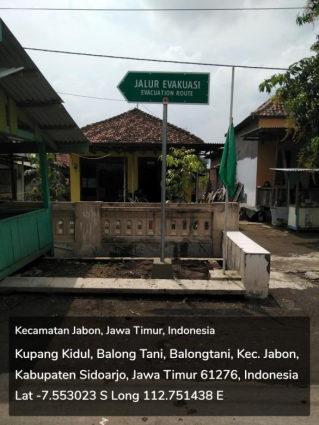 JALUR EVAKUASI
EVACUATION ROUTE
Kecamatan Jabon, Jawa Timur, Indonesia
Kupang Kidul, Balong Tani, Balongtani, Kec. Jabon,
Kabupaten Sidoarjo, Jawa Timur 61276, Indonesia
Lat -7.553023 S Long 112.751438 E